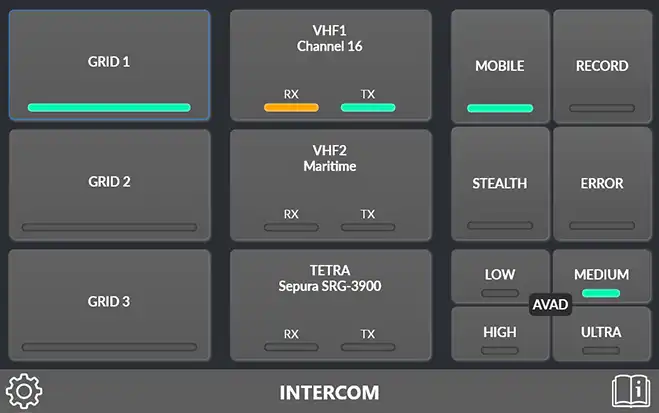 GRID 1
VHF1
Channel 16
RX TX
MOBILE
RECORD
GRID 2
VHF2
Maritime
RX TX
STEALTH
ERROR
GRID 3
TETRA
Sepura SRG-3900
RX TX
LOW
MEDIUM
AVAD
HIGH
ULTRA
INTERCOM
i